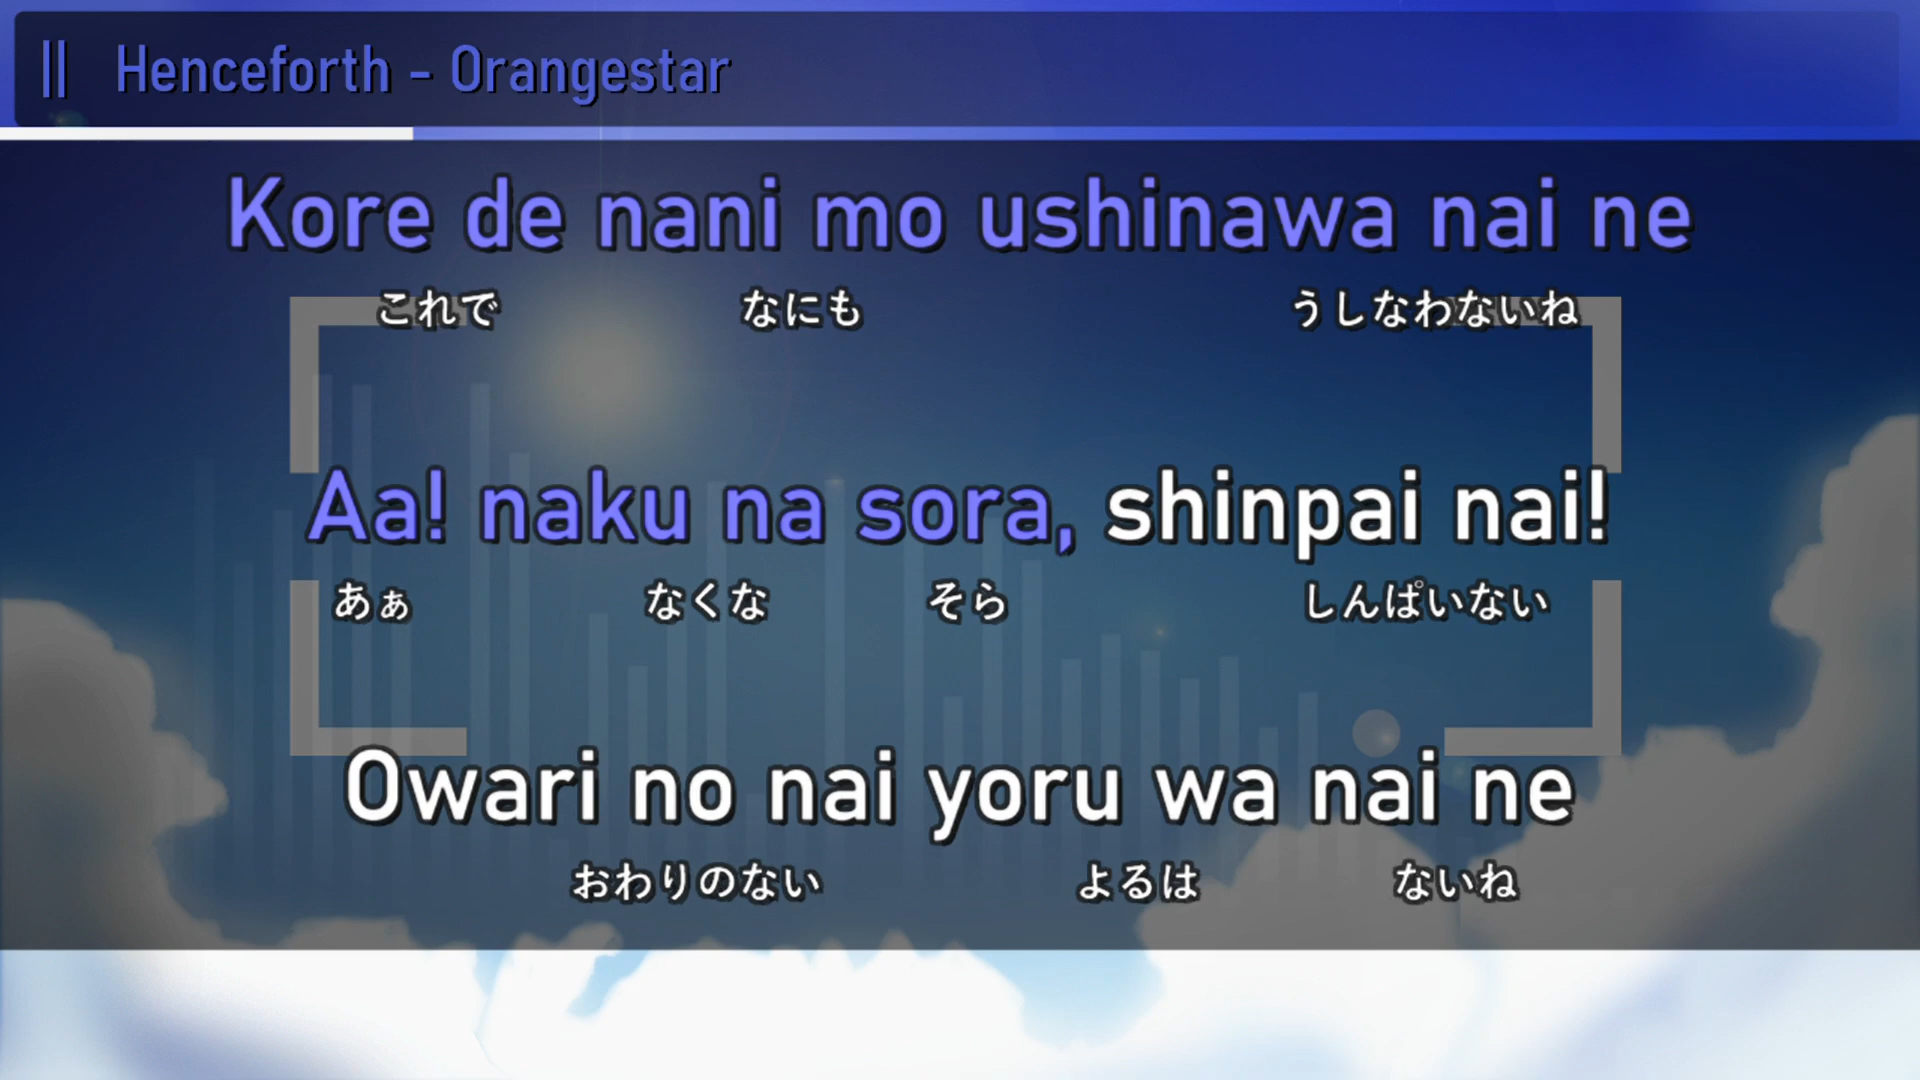 Henceforth - Orangestar
Kore de nani mo ushinawa nai ne
これで なにも うしなわないね
Aa! naku na sora, shinpai nai!
あぁ なくな そら しんぱいない
Owari no nai yoru wa nai ne
おわりのない よるは ないね